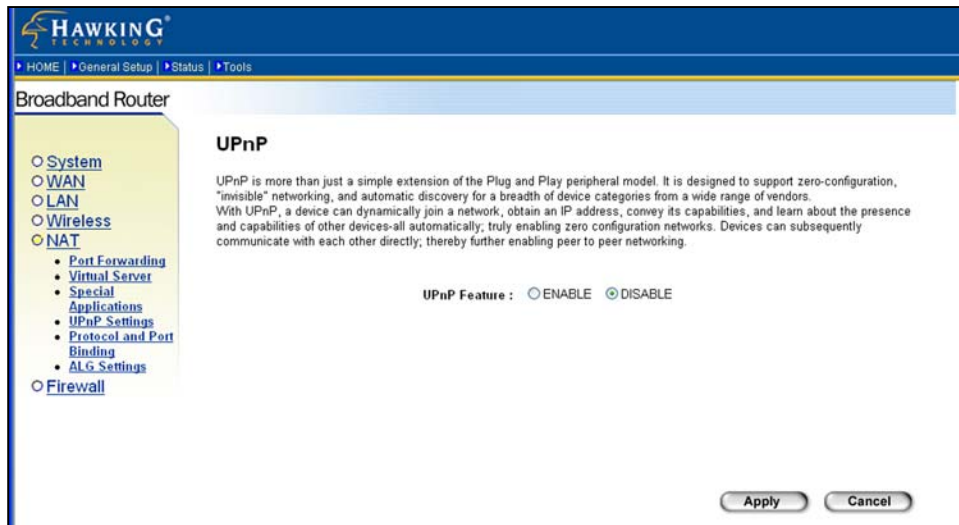 HAWKING®
TECHNOLOGY
HOME | General Setup | Status | Tools
Broadband Router
System
WAN
LAN
Wireless
NAT
Port Forwarding
Virtual Server
Special
Applications
UPnP Settings
Protocol and Port
Binding
ALG Settings
Firewall
UPnP
UPnP is more than just a simple extension of the Plug and Play peripheral model. It is designed to support zero-configuration,
"invisible" networking, and automatic discovery for a breadth of device categories from a wide range of vendors.
With UPnP, a device can dynamically join a network, obtain an IP address, convey its capabilities, and learn about the presence
and capabilities of other devices-all automatically; truly enabling zero configuration networks. Devices can subsequently
communicate with each other directly; thereby further enabling peer to peer networking.
UPnP Feature : ENABLE DISABLE
Apply Cancel